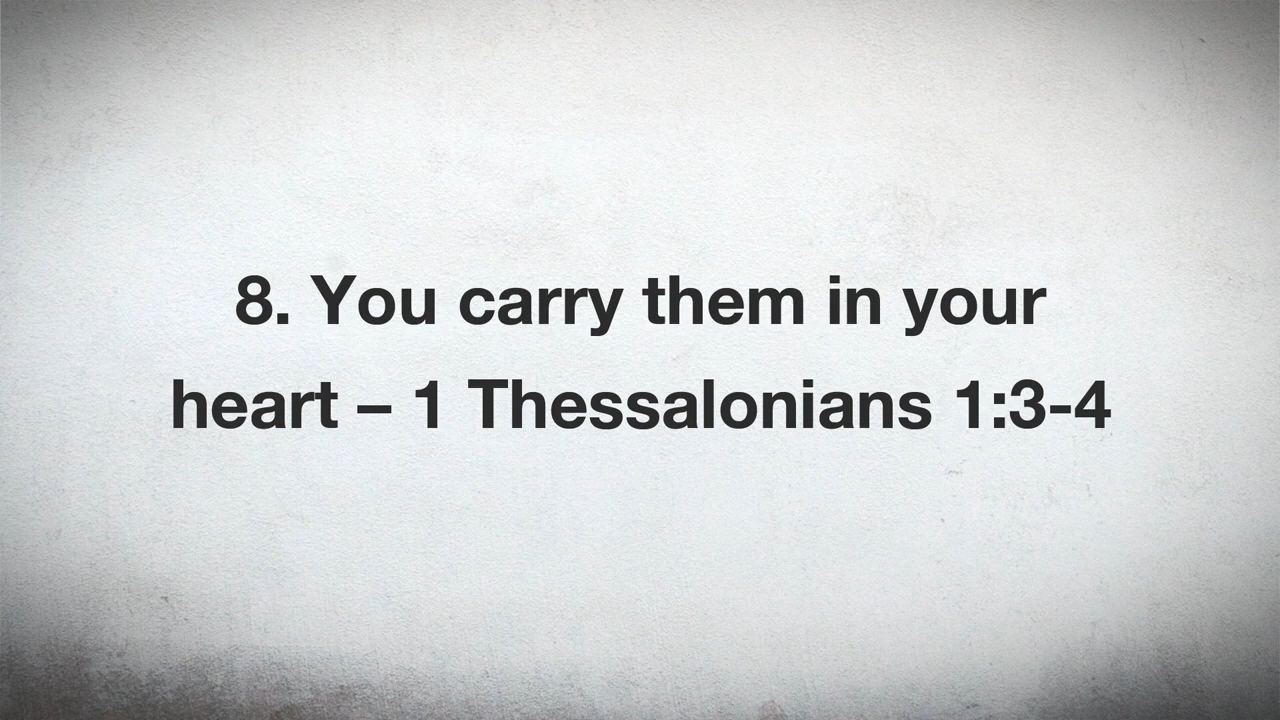 8. You carry them in your
heart – 1 Thessalonians 1:3-4